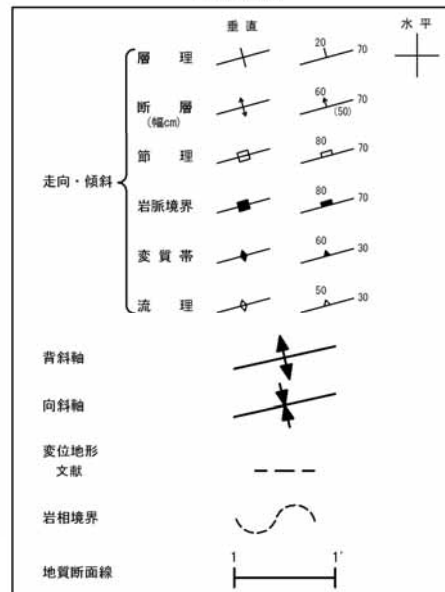 垂直 水平
層理 20 70
断層 60 70
(幅cm) (50)
節理 80 70
走向・傾斜
岩脈境界 80 70
変質帯 60 30
流理 50 30
背斜軸
向斜軸
変位地形
文献
岩相境界
1 1´
地質断面線